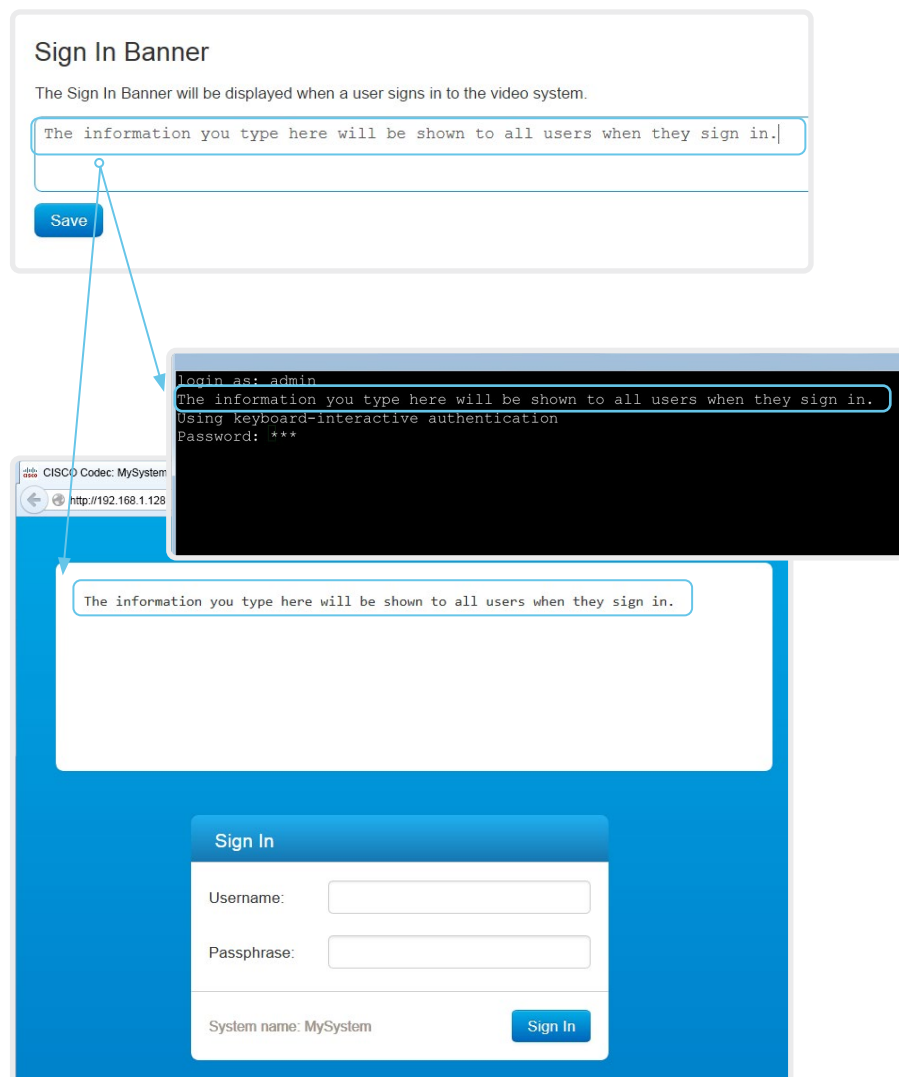 Sign In Banner
The Sign In Banner will be displayed when a user signs in to the video system.
The information you type here will be shown to all users when they sign in.
Save
login as: admin
The information you type here will be shown to all users when they sign in.
Using keyboard-interactive authentication
Password: ***
CISCO Codec: MySystem
http://192.168.1.128
The information you type here will be shown to all users when they sign in.
Sign In
Username:
Passphrase:
System name: MySystem
Sign In